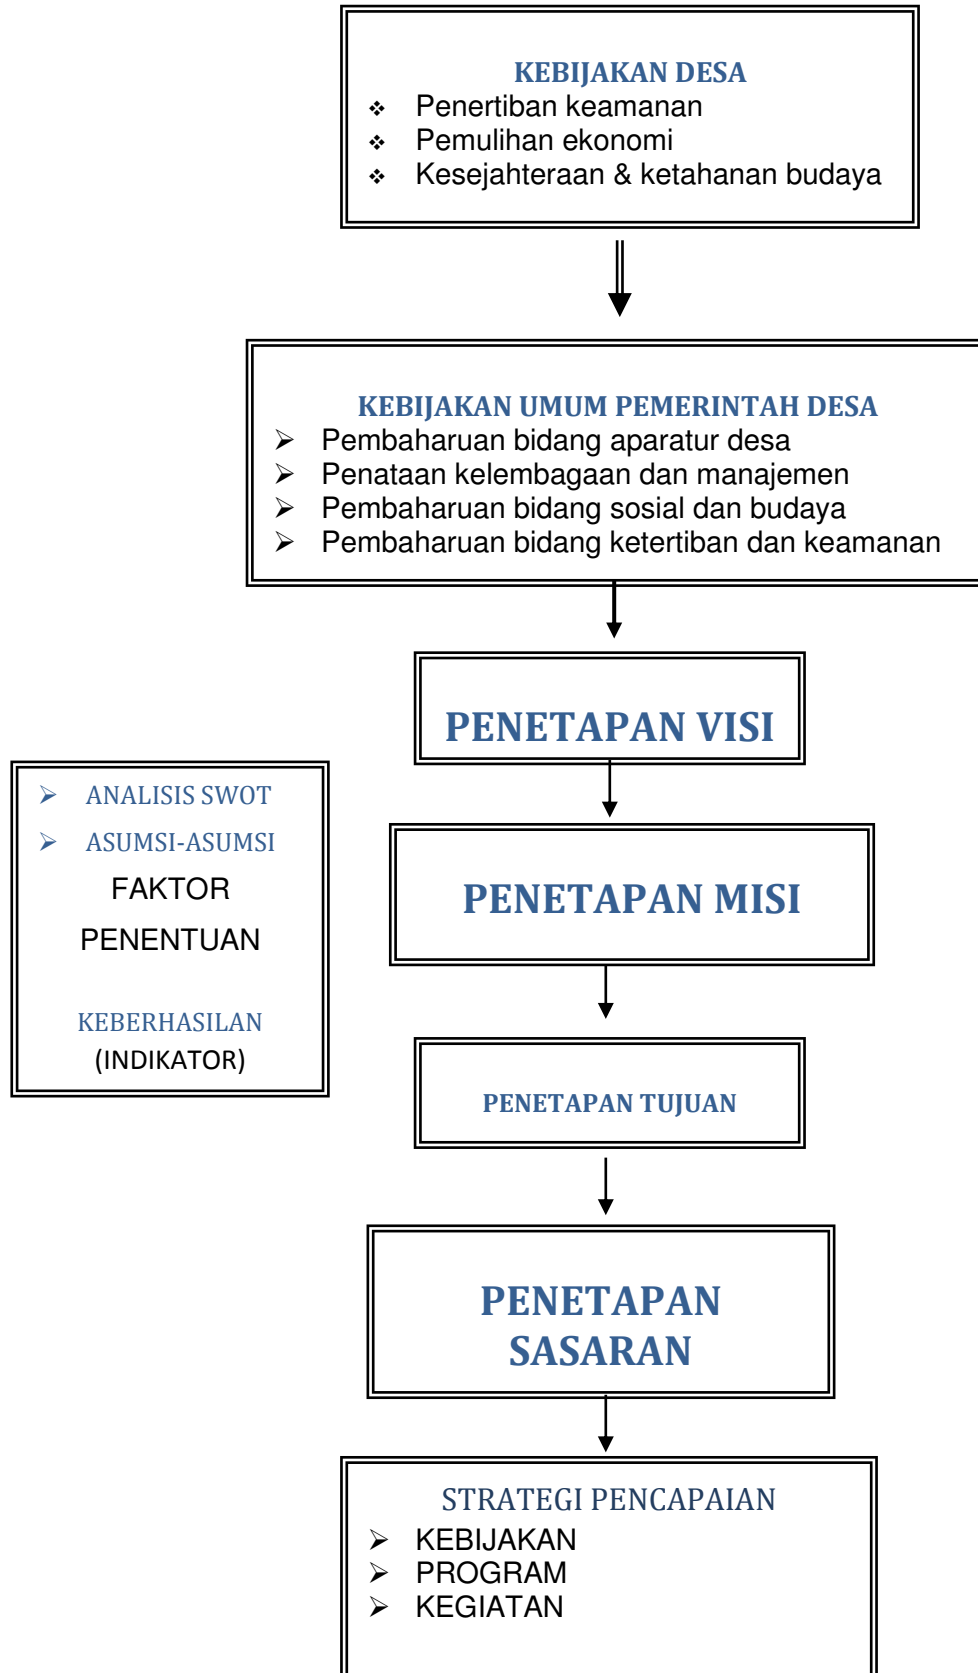 KEBIJAKAN DESA
❖ Penertiban keamanan
❖ Pemulihan ekonomi
❖ Kesejahteraan & ketahanan budaya
KEBIJAKAN UMUM PEMERINTAH DESA
➢ Pembaharuan bidang aparatur desa
➢ Penataan kelembagaan dan manajemen
➢ Pembaharuan bidang sosial dan budaya
➢ Pembaharuan bidang ketertiban dan keamanan
PENETAPAN VISI
➢ ANALISIS SWOT
➢ ASUMSI-ASUMSI
FAKTOR
PENENTUAN
KEBERHASILAN
(INDIKATOR)
PENETAPAN MISI
PENETAPAN TUJUAN
PENETAPAN
SASARAN
STRATEGI PENCAPAIAN
➢ KEBIJAKAN
➢ PROGRAM
➢ KEGIATAN